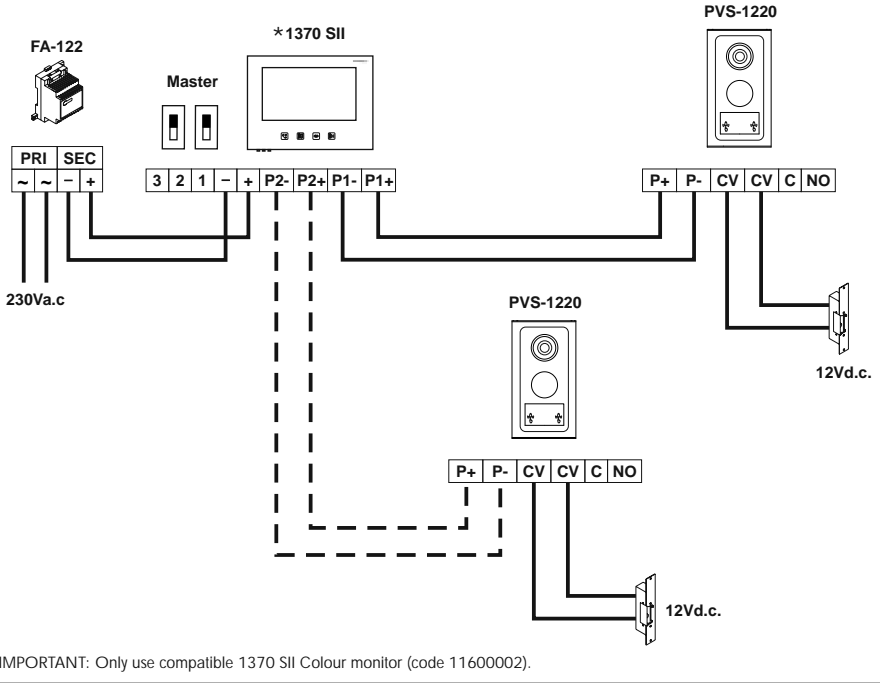 PVS-1220
*1370 SII
FA-122
Master
PRI SEC
~ ~ − +
3 2 1 − + P2- P2+ P1- P1+
P+ P- CV CV C NO
230Va.c
PVS-1220
12Vd.c.
P+ P- CV CV C NO
12Vd.c.
IMPORTANT: Only use compatible 1370 SII Colour monitor (code 11600002).